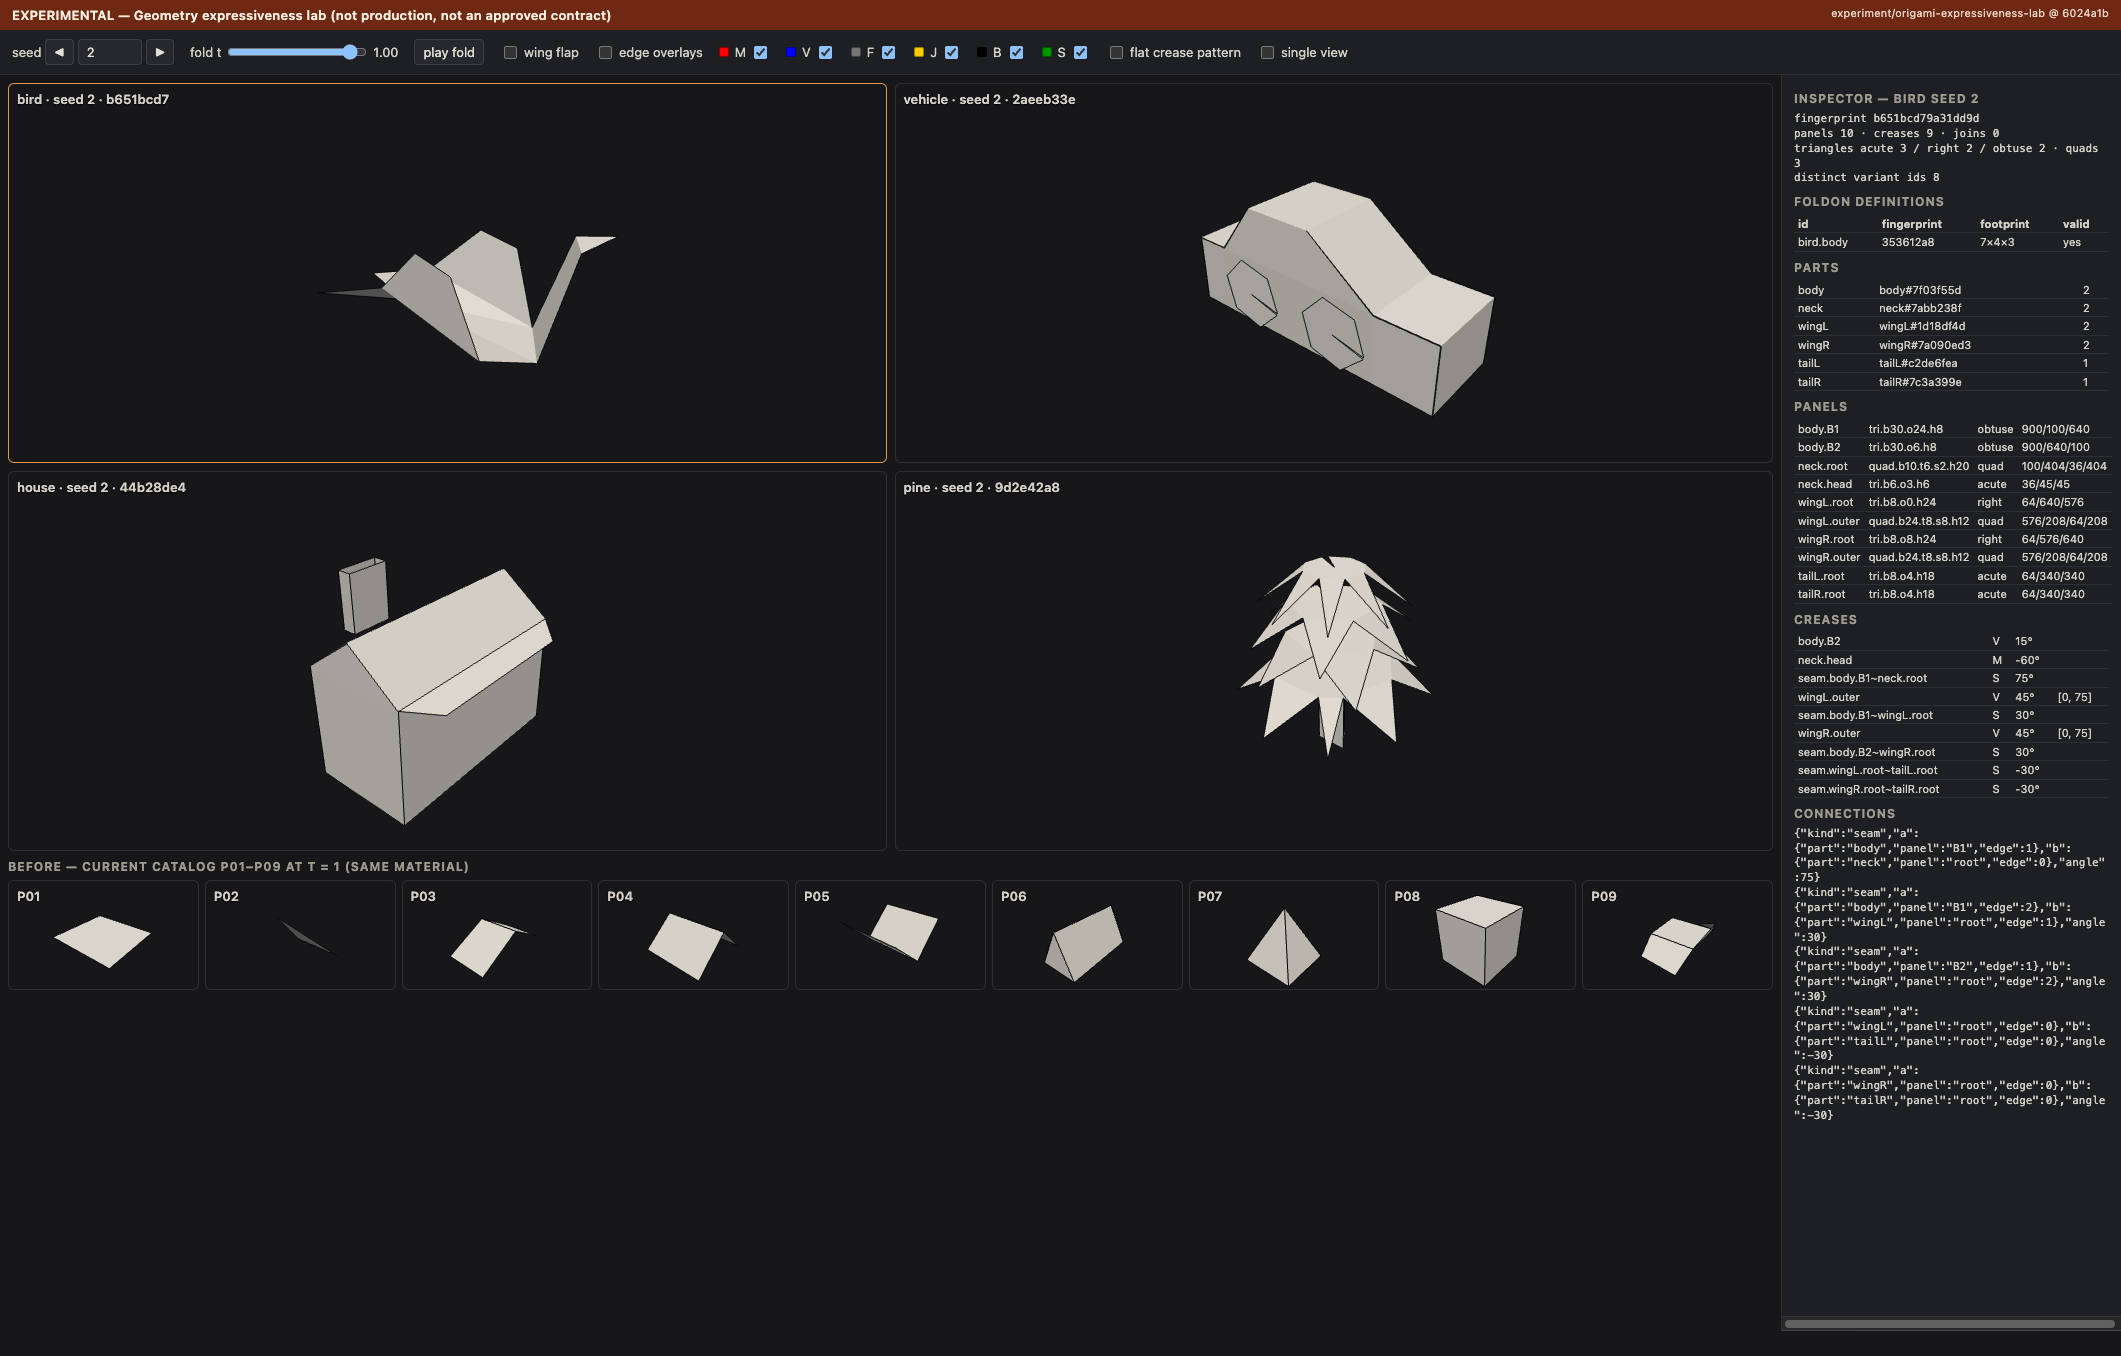 EXPERIMENTAL — Geometry expressiveness lab (not production, not an approved contract)
experiment/origami-expressiveness-lab @ 6024a1b
seed ◀ 2 ▶ fold t 1.00 play fold wing flap edge overlays M V F J B S flat crease pattern single view
bird · seed 2 · b651bcd7
vehicle · seed 2 · 2aeeb33e
house · seed 2 · 44b28de4
pine · seed 2 · 9d2e42a8
BEFORE — CURRENT CATALOG P01–P09 AT T = 1 (SAME MATERIAL)
P01 P02 P03 P04 P05 P06 P07 P08 P09
INSPECTOR — BIRD SEED 2
fingerprint b651bcd79a31dd9d
panels 10 · creases 9 · joins 0
triangles acute 3 / right 2 / obtuse 2 · quads
3
distinct variant ids 8
FOLDON DEFINITIONS
id fingerprint footprint valid
bird.body 353612a8 7×4×3 yes
PARTS
body body#7f03f55d 2
neck neck#7abb238f 2
wingL wingL#1d18df4d 2
wingR wingR#7a090ed3 2
tailL tailL#c2de6fea 1
tailR tailR#7c3a399e 1
PANELS
body.B1 tri.b30.o24.h8 obtuse 900/100/640
body.B2 tri.b30.o6.h8 obtuse 900/640/100
neck.root quad.b10.t6.s2.h20 quad 100/404/36/404
neck.head tri.b6.o3.h6 acute 36/45/45
wingL.root tri.b8.o0.h24 right 64/640/576
wingL.outer quad.b24.t8.s8.h12 quad 576/208/64/208
wingR.root tri.b8.o8.h24 right 64/576/640
wingR.outer quad.b24.t8.s8.h12 quad 576/208/64/208
tailL.root tri.b8.o4.h18 acute 64/340/340
tailR.root tri.b8.o4.h18 acute 64/340/340
CREASES
body.B2 V 15°
neck.head M -60°
seam.body.B1~neck.root S 75°
wingL.outer V 45° [0, 75]
seam.body.B1~wingL.root S 30°
wingR.outer V 45° [0, 75]
seam.body.B2~wingR.root S 30°
seam.wingL.root~tailL.root S -30°
seam.wingR.root~tailR.root S -30°
CONNECTIONS
{"kind":"seam","a":
{"part":"body","panel":"B1","edge":1},"b":
{"part":"neck","panel":"root","edge":0},"angle"
:75}
{"kind":"seam","a":
{"part":"body","panel":"B1","edge":2},"b":
{"part":"wingL","panel":"root","edge":1},"angle
":30}
{"kind":"seam","a":
{"part":"body","panel":"B2","edge":1},"b":
{"part":"wingR","panel":"root","edge":2},"angle
":30}
{"kind":"seam","a":
{"part":"wingL","panel":"root","edge":0},"b":
{"part":"tailL","panel":"root","edge":0},"angle
":-30}
{"kind":"seam","a":
{"part":"wingR","panel":"root","edge":0},"b":
{"part":"tailR","panel":"root","edge":0},"angle
":-30}